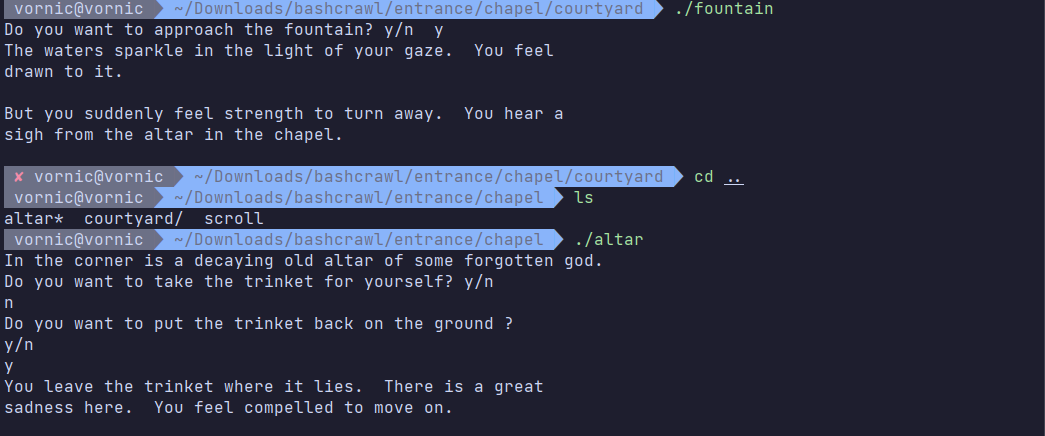 vornic@vornic ~/Downloads/bashcrawl/entrance/chapel/courtyard ./fountain
Do you want to approach the fountain? y/n  y
The waters sparkle in the light of your gaze.  You feel
drawn to it.
But you suddenly feel strength to turn away.  You hear a
sigh from the altar in the chapel.
✘ vornic@vornic ~/Downloads/bashcrawl/entrance/chapel/courtyard cd ..
vornic@vornic ~/Downloads/bashcrawl/entrance/chapel ls
altar*  courtyard/  scroll
vornic@vornic ~/Downloads/bashcrawl/entrance/chapel ./altar
In the corner is a decaying old altar of some forgotten god.
Do you want to take the trinket for yourself? y/n
n
Do you want to put the trinket back on the ground ?
y/n
y
You leave the trinket where it lies.  There is a great
sadness here.  You feel compelled to move on.